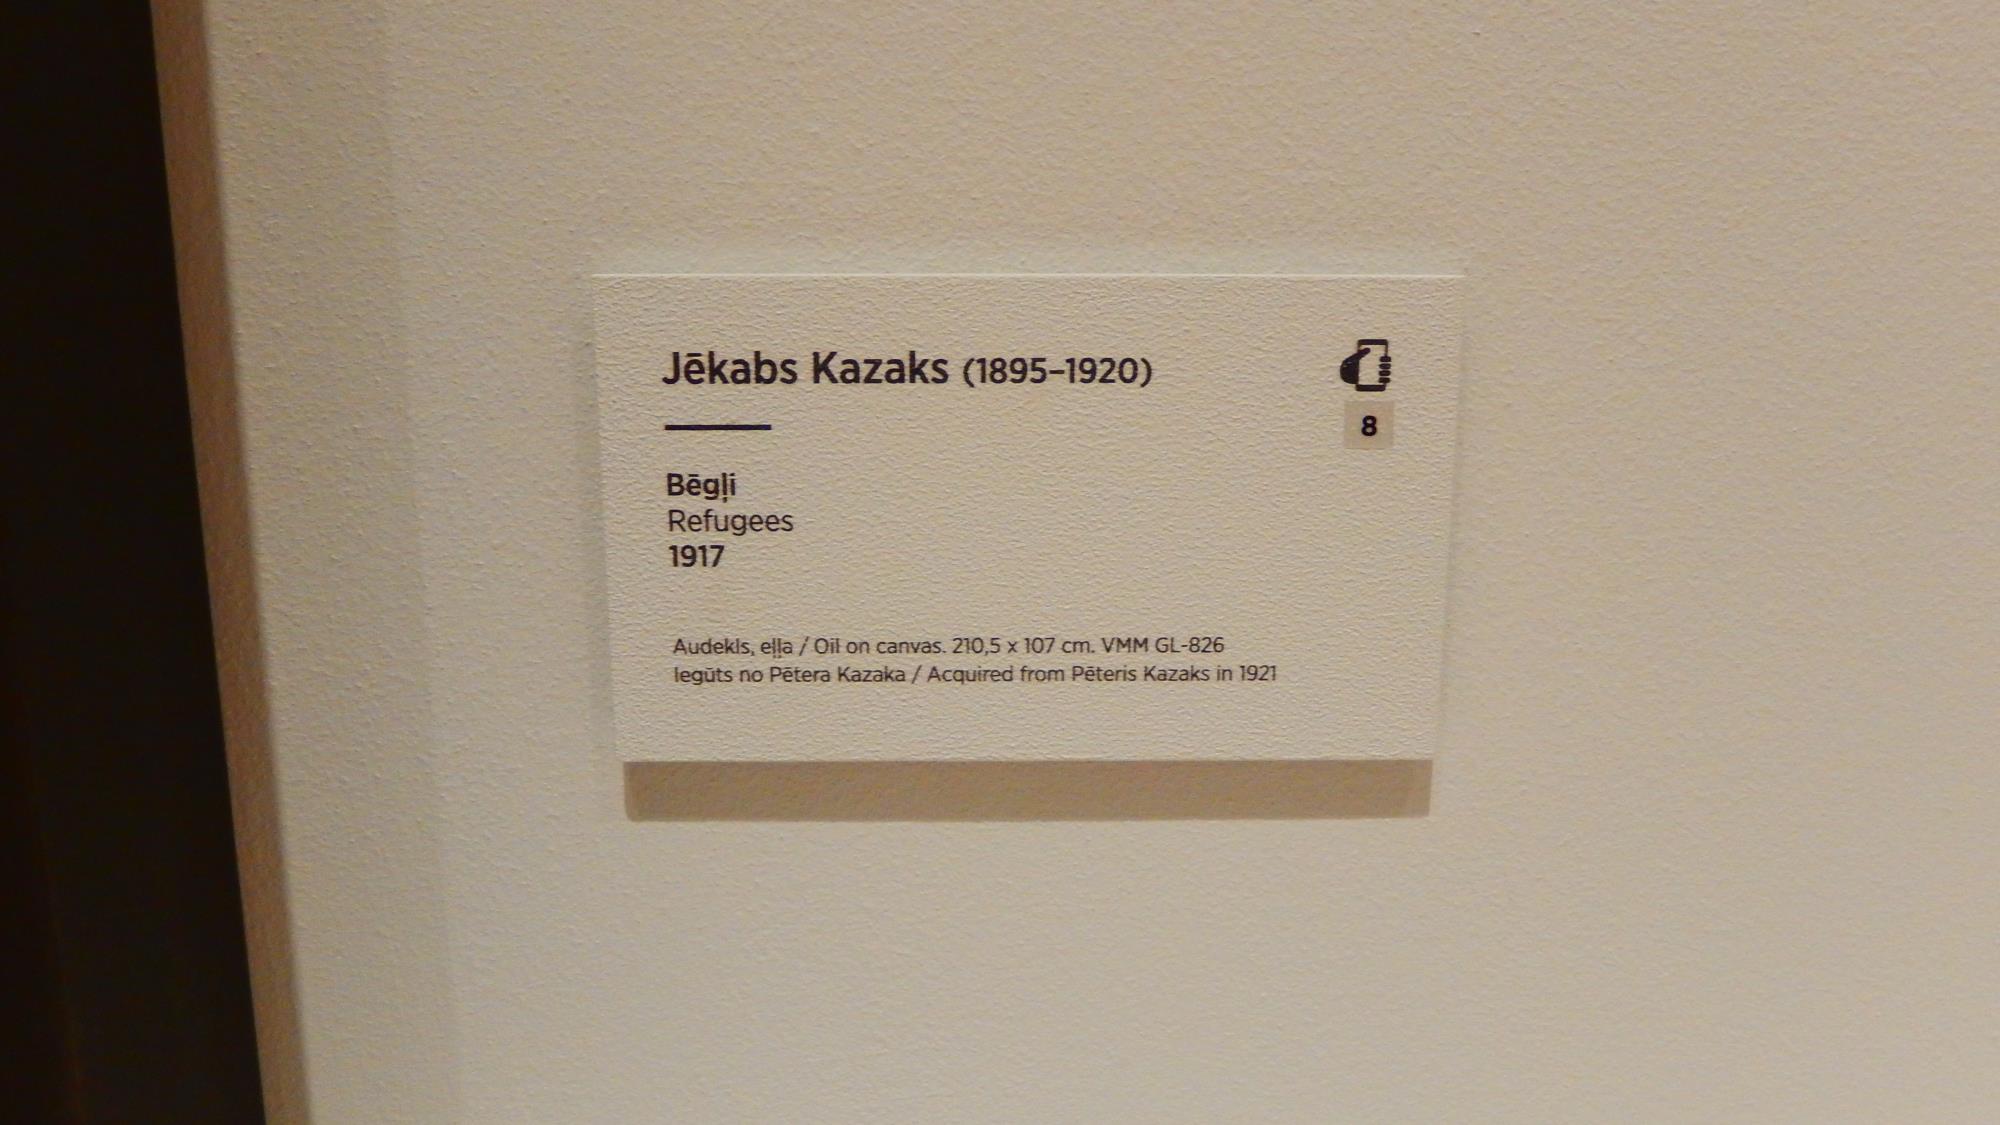 Jēkabs Kazaks (1895–1920)
8
Bēgļi
Refugees
1917
Audekls, eļļa / Oil on canvas. 210,5 x 107 cm. VMM GL-826
Iegūts no Pētera Kazaka / Acquired from Pēteris Kazaks in 1921